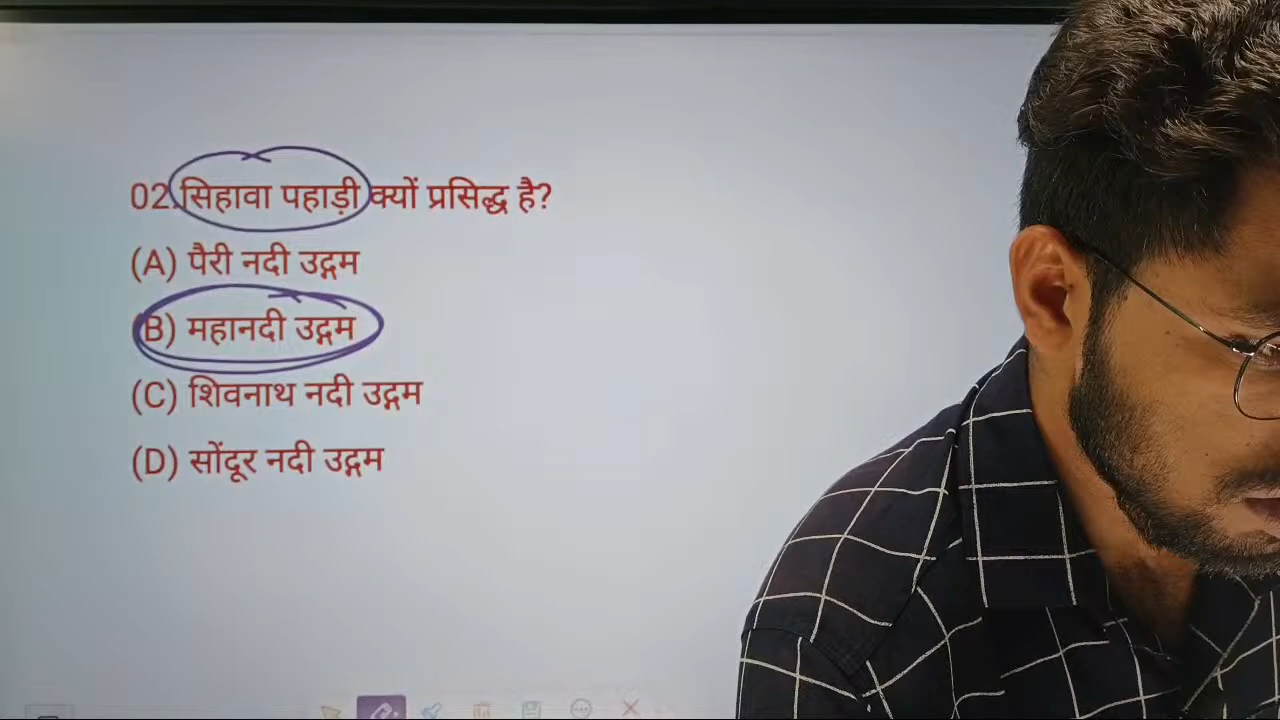 02.सिहावा पहाड़ी क्यों प्रसिद्ध है?
(A) पैरी नदी उद्गम
(B) महानदी उद्गम
(C) शिवनाथ नदी उद्गम
(D) सोंदूर नदी उद्गम